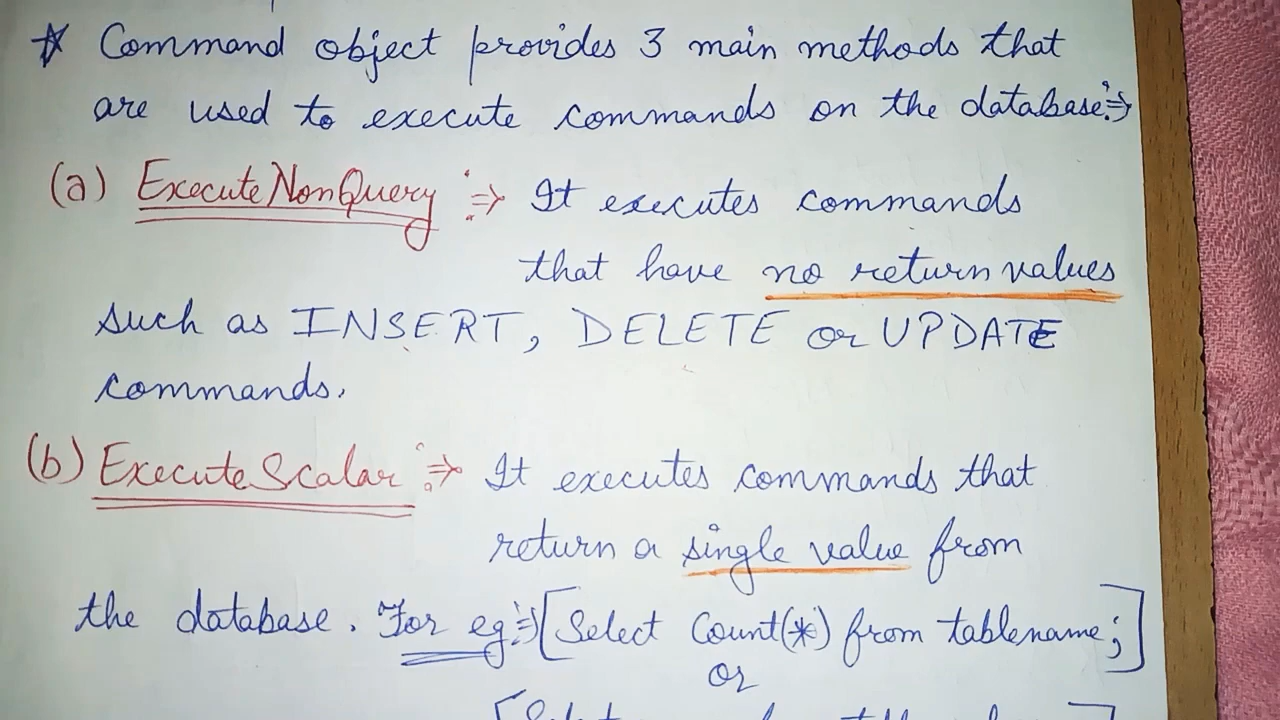 ☆ Command object provides 3 main methods that
are used to execute commands on the database :⇒
(a) ExecuteNonQuery :⇒ It executes commands
that have no return values
such as INSERT, DELETE or UPDATE
commands.
(b) ExecuteScalar :⇒ It executes commands that
return a single value from
the database. For eg :⇒ [Select Count(*) from tablename;]
or